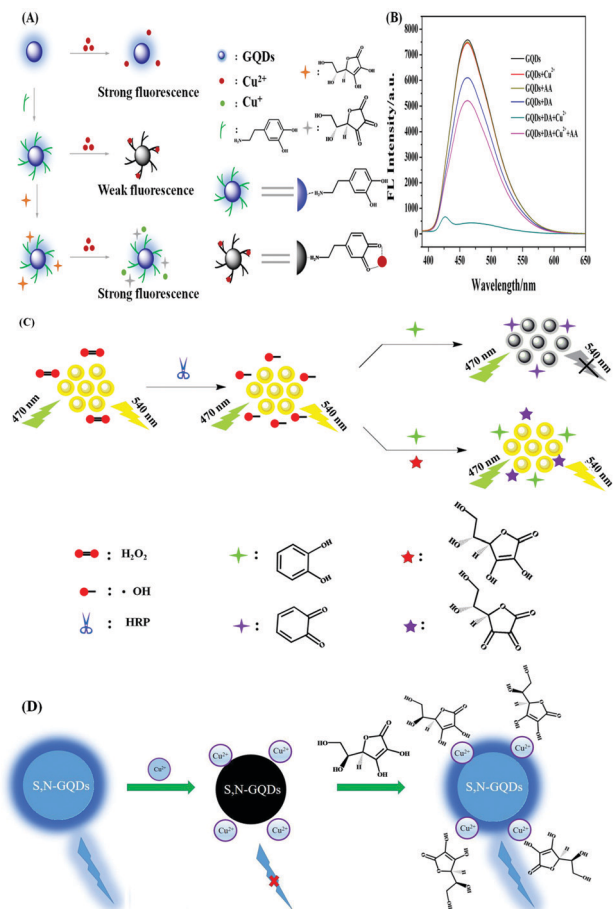 (A)
: GQDs
: Cu²⁺
: Cu⁺
Strong fluorescence
Weak fluorescence
Strong fluorescence
(B)
FL Intensity/a.u.
8000
7000
6000
5000
4000
3000
2000
1000
0
400
450
500
550
600
650
Wavelength/nm
GQDs
GQDs+Cu²⁺
GQDs+AA
GQDs+DA
GQDs+DA+Cu²⁺
GQDs+DA+Cu²⁺+AA
(C)
470 nm
540 nm
470 nm
540 nm
470 nm
540 nm
470 nm
540 nm
: H₂O₂
: • OH
: HRP
(D)
S,N-GQDs
Cu²⁺
Cu²⁺
Cu²⁺
S,N-GQDs
Cu²⁺
Cu²⁺
Cu²⁺
Cu²⁺
S,N-GQDs
Cu²⁺
Cu²⁺